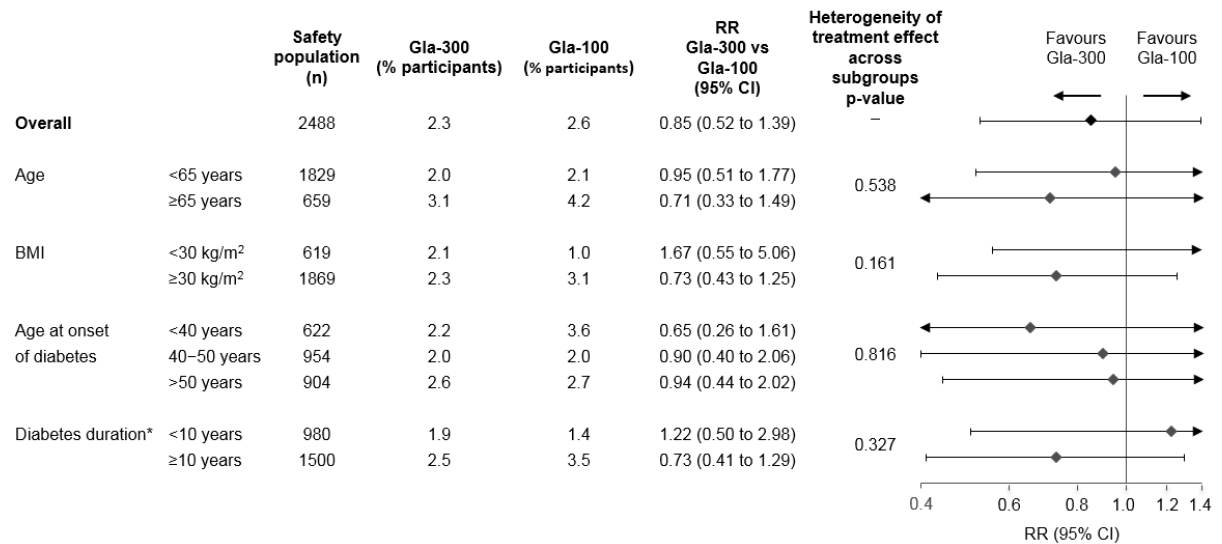 Safety population (n) Gla-300 (% participants) Gla-100 (% participants) RR Gla-300 vs Gla-100 (95% CI) Heterogeneity of treatment effect across subgroups p-value Favours Gla-300 Favours Gla-100
Overall 2488 2.3 2.6 0.85 (0.52 to 1.39) –
Age <65 years 1829 2.0 2.1 0.95 (0.51 to 1.77)
0.538
≥65 years 659 3.1 4.2 0.71 (0.33 to 1.49)
BMI <30 kg/m² 619 2.1 1.0 1.67 (0.55 to 5.06)
0.161
≥30 kg/m² 1869 2.3 3.1 0.73 (0.43 to 1.25)
Age at onset <40 years 622 2.2 3.6 0.65 (0.26 to 1.61)
of diabetes 40−50 years 954 2.0 2.0 0.90 (0.40 to 2.06) 0.816
>50 years 904 2.6 2.7 0.94 (0.44 to 2.02)
Diabetes duration* <10 years 980 1.9 1.4 1.22 (0.50 to 2.98)
0.327
≥10 years 1500 2.5 3.5 0.73 (0.41 to 1.29)
0.4 0.6 0.8 1.0 1.2 1.4
RR (95% CI)